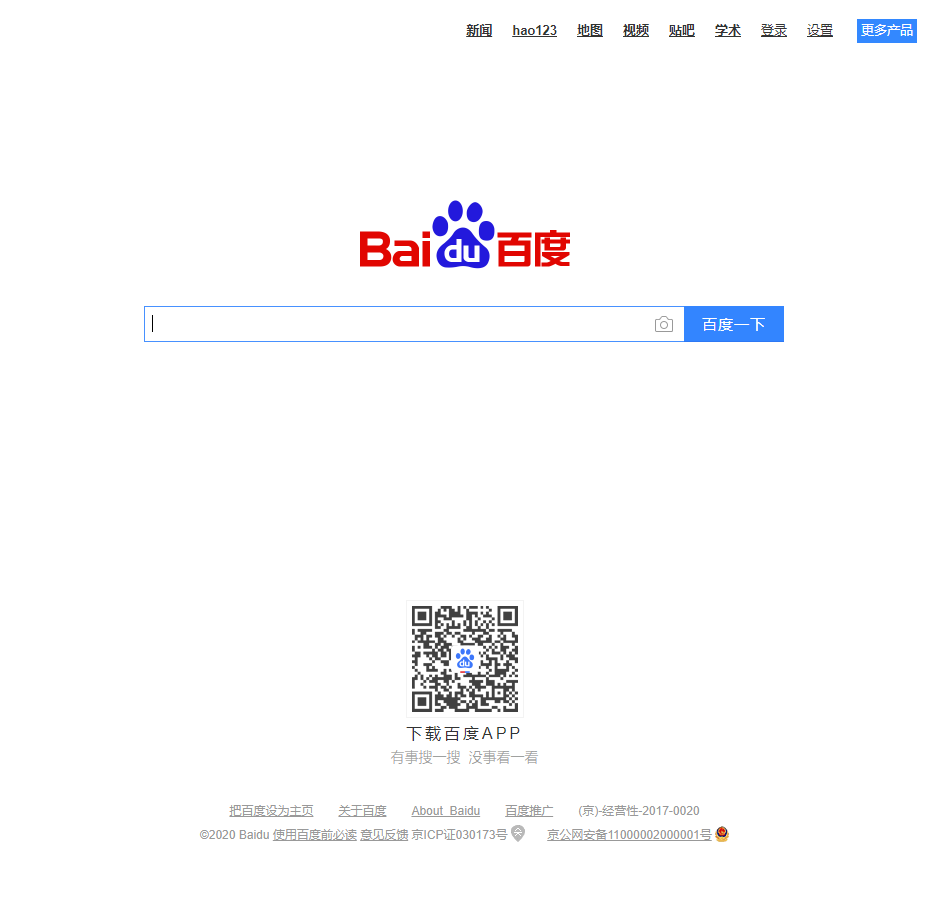 新闻 hao123 地图 视频 贴吧 学术 登录 设置 更多产品
Bai du 百度
百度一下
du
下载百度APP
有事搜一搜 没事看一看
把百度设为主页 关于百度 About Baidu 百度推广 (京)-经营性-2017-0020
©2020 Baidu 使用百度前必读 意见反馈 京ICP证030173号 京公网安备11000002000001号